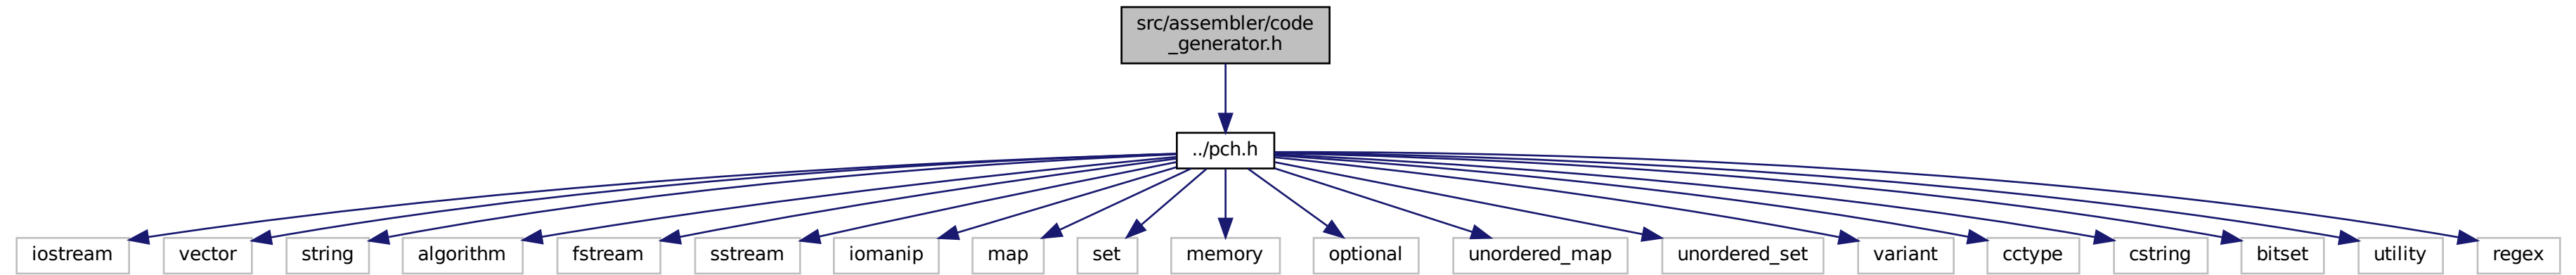 src/assembler/code
_generator.h
../pch.h
iostream
vector
string
algorithm
fstream
sstream
iomanip
map
set
memory
optional
unordered_map
unordered_set
variant
cctype
cstring
bitset
utility
regex